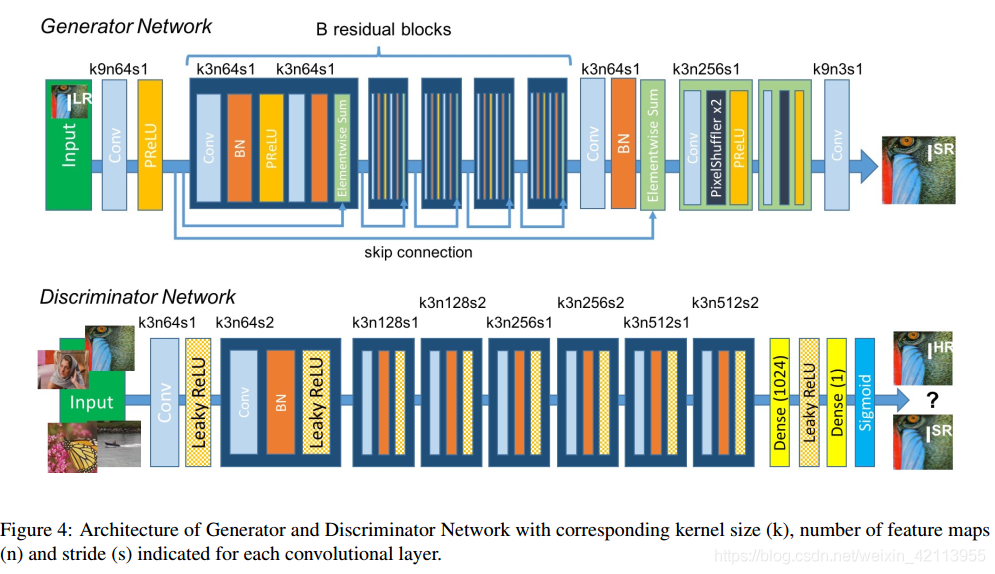 Generator Network
B residual blocks
k9n64s1
k3n64s1
k3n64s1
k3n64s1
k3n256s1
k9n3s1
Input
I LR
Conv
PReLU
Conv
BN
PReLU
Elementwise Sum
Conv
BN
Elementwise Sum
Conv
PixelShuffler x2
PReLU
Conv
I SR
skip connection
Discriminator Network
k3n64s1
k3n64s2
k3n128s1
k3n128s2
k3n256s1
k3n256s2
k3n512s1
k3n512s2
Input
Conv
Leaky ReLU
Conv
BN
Leaky ReLU
Dense (1024)
Leaky ReLU
Dense (1)
Sigmoid
I HR
?
I SR
Figure 4: Architecture of Generator and Discriminator Network with corresponding kernel size (k), number of feature maps
(n) and stride (s) indicated for each convolutional layer.
https://blog.csdn.net/weixin_42113955